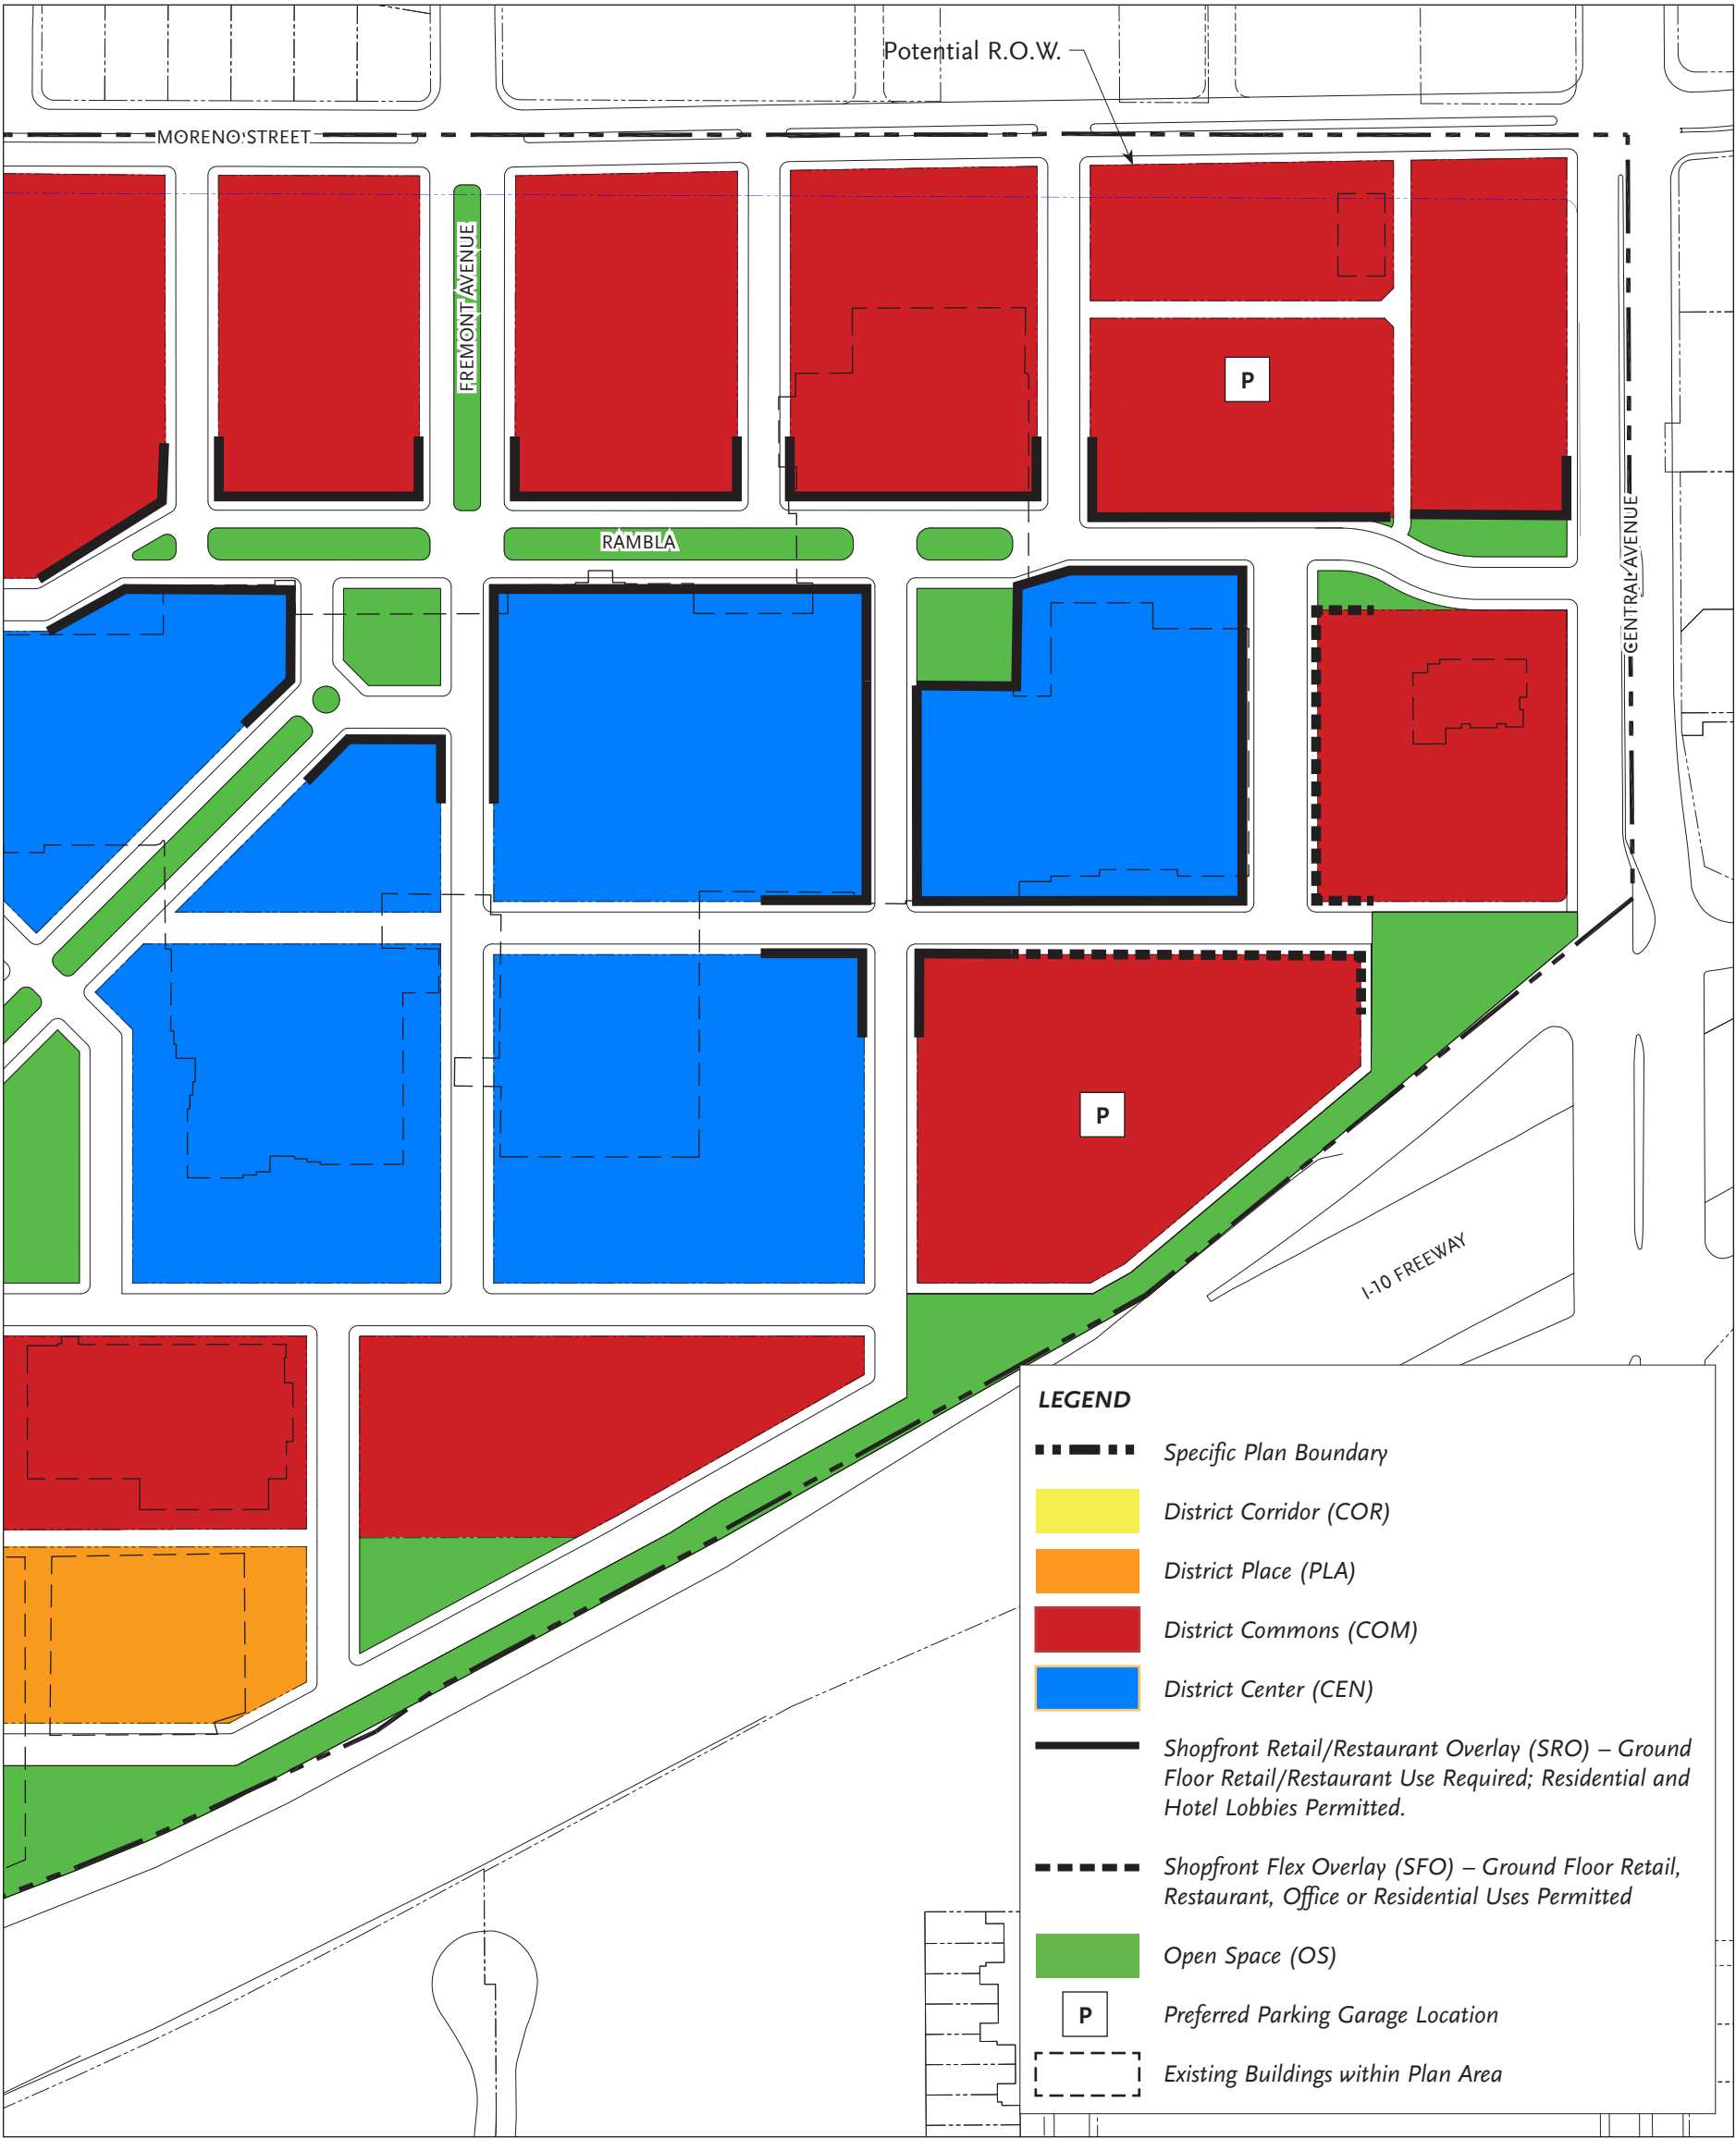 Potential R.O.W.
MORENO STREET
FREMONT AVENUE
P
RAMBLA
CENTRAL AVENUE
P
I-10 FREEWAY
LEGEND
Specific Plan Boundary
District Corridor (COR)
District Place (PLA)
District Commons (COM)
District Center (CEN)
Shopfront Retail/Restaurant Overlay (SRO) – Ground
Floor Retail/Restaurant Use Required; Residential and
Hotel Lobbies Permitted.
Shopfront Flex Overlay (SFO) – Ground Floor Retail,
Restaurant, Office or Residential Uses Permitted
Open Space (OS)
P
Preferred Parking Garage Location
Existing Buildings within Plan Area